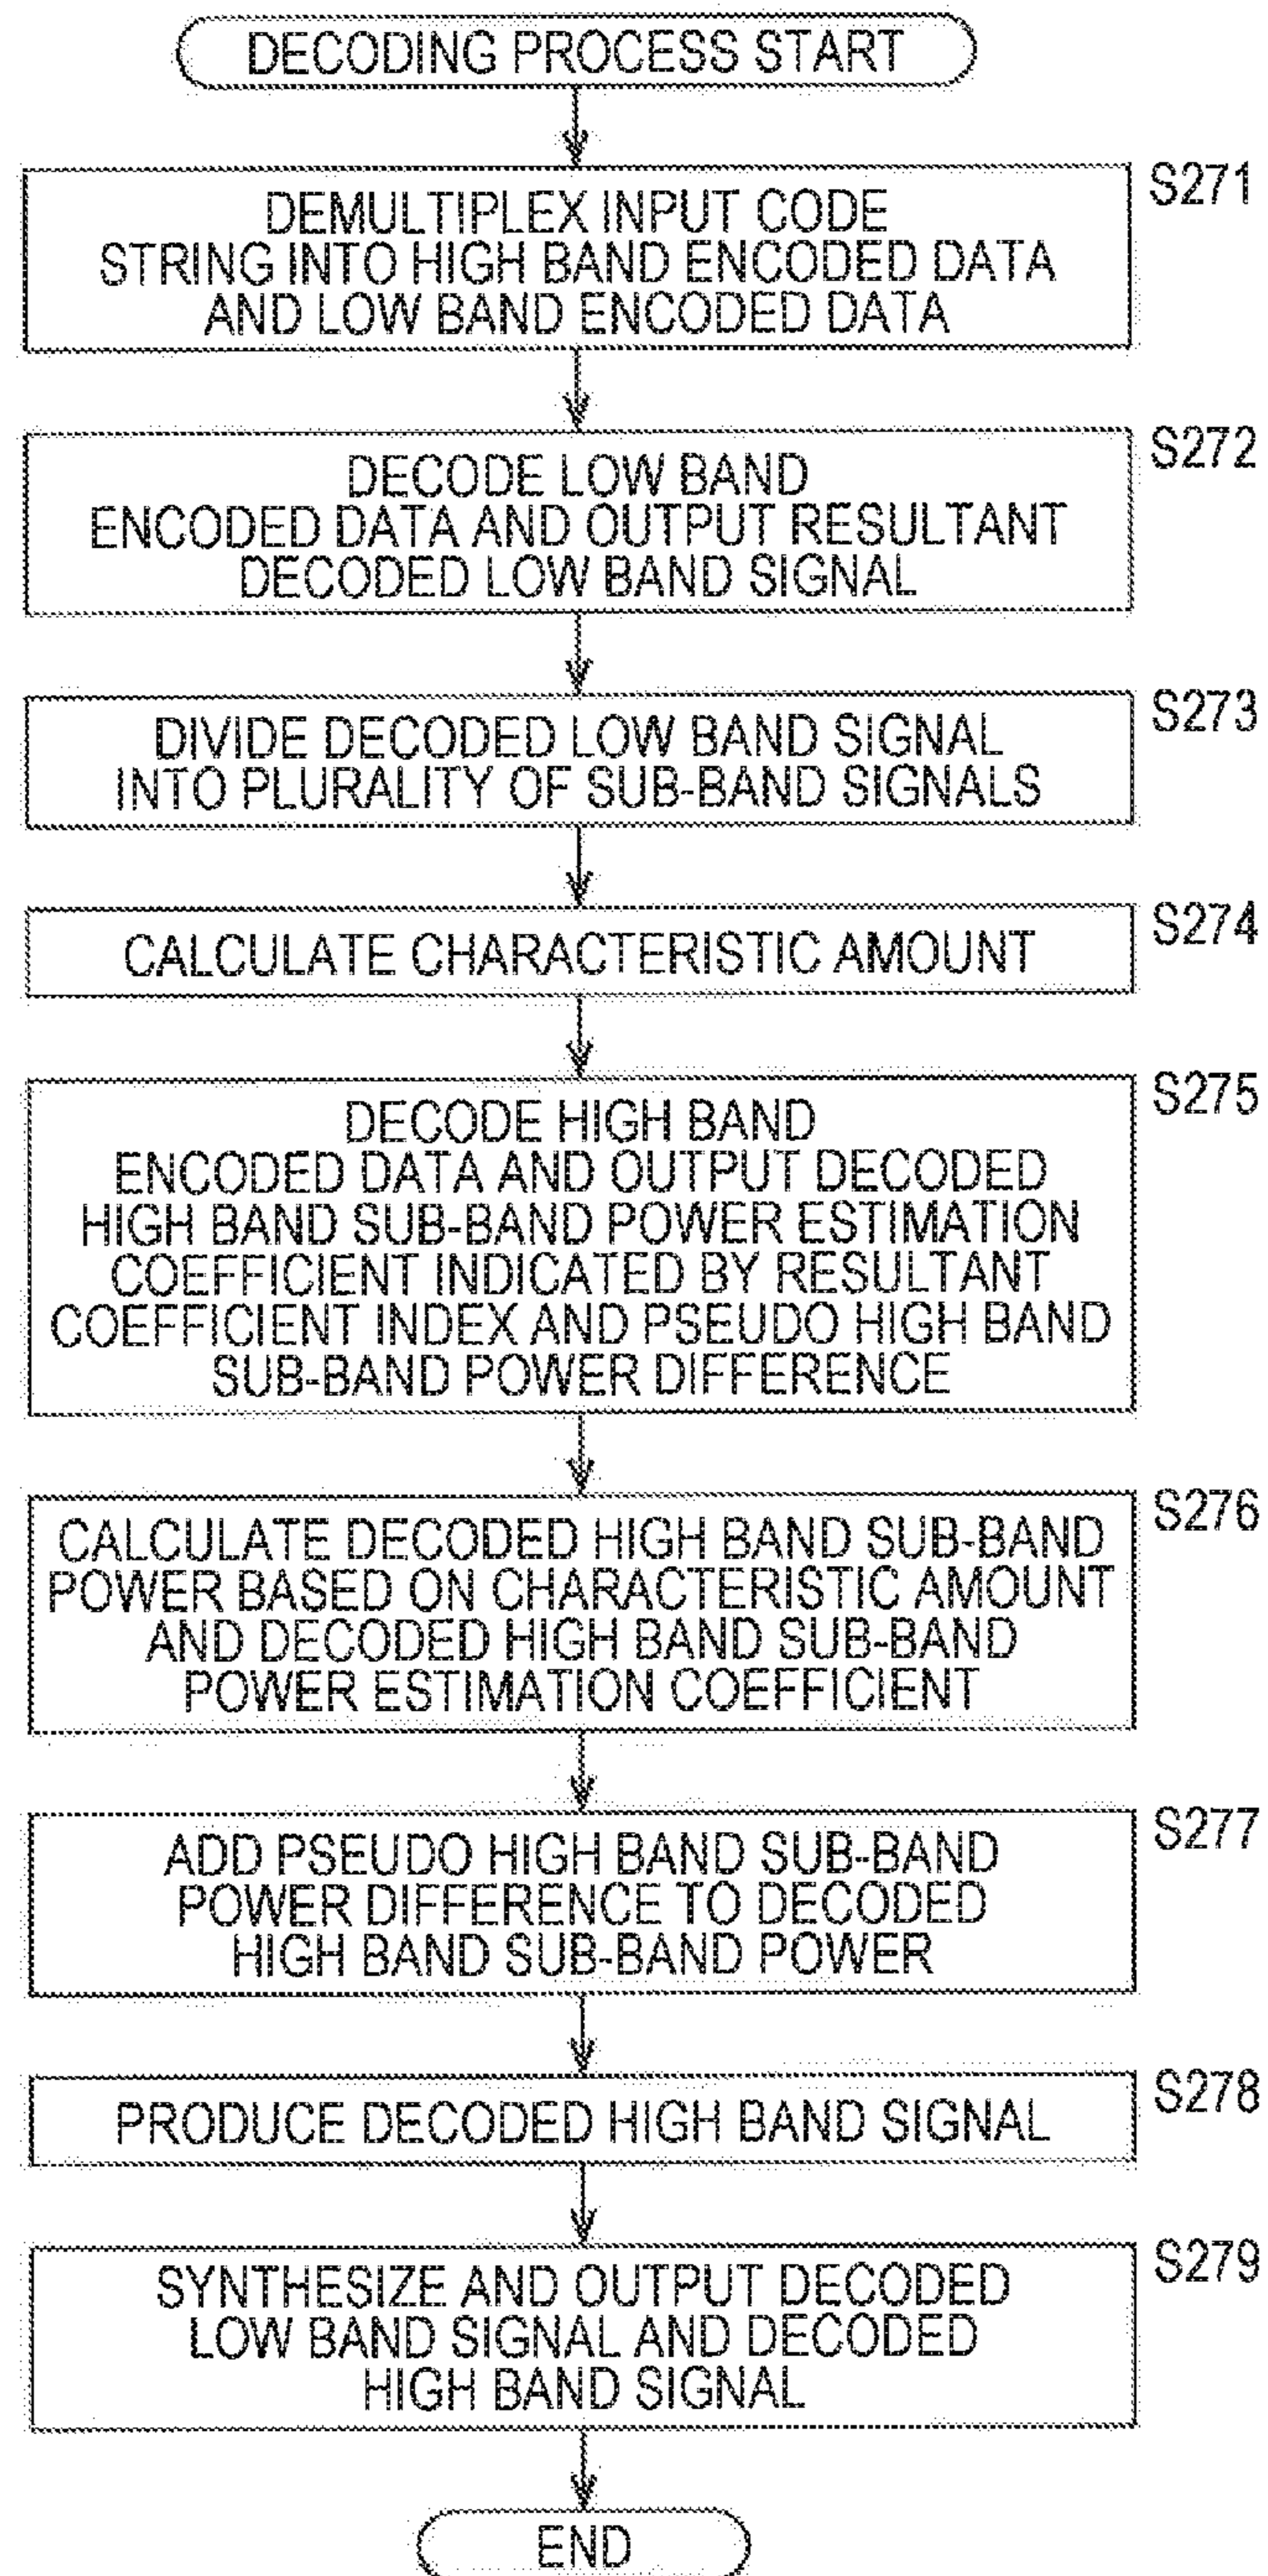 DECODING PROCESS START
S271
DEMULTIPLEX INPUT CODE
STRING INTO HIGH BAND ENCODED DATA
AND LOW BAND ENCODED DATA
S272
DECODE LOW BAND
ENCODED DATA AND OUTPUT RESULTANT
DECODED LOW BAND SIGNAL
S273
DIVIDE DECODED LOW BAND SIGNAL
INTO PLURALITY OF SUB-BAND SIGNALS
S274
CALCULATE CHARACTERISTIC AMOUNT
S275
DECODE HIGH BAND
ENCODED DATA AND OUTPUT DECODED
HIGH BAND SUB-BAND POWER ESTIMATION
COEFFICIENT INDICATED BY RESULTANT
COEFFICIENT INDEX AND PSEUDO HIGH BAND
SUB-BAND POWER DIFFERENCE
S276
CALCULATE DECODED HIGH BAND SUB-BAND
POWER BASED ON CHARACTERISTIC AMOUNT
AND DECODED HIGH BAND SUB-BAND
POWER ESTIMATION COEFFICIENT
S277
ADD PSEUDO HIGH BAND SUB-BAND
POWER DIFFERENCE TO DECODED
HIGH BAND SUB-BAND POWER
S278
PRODUCE DECODED HIGH BAND SIGNAL
S279
SYNTHESIZE AND OUTPUT DECODED
LOW BAND SIGNAL AND DECODED
HIGH BAND SIGNAL
END